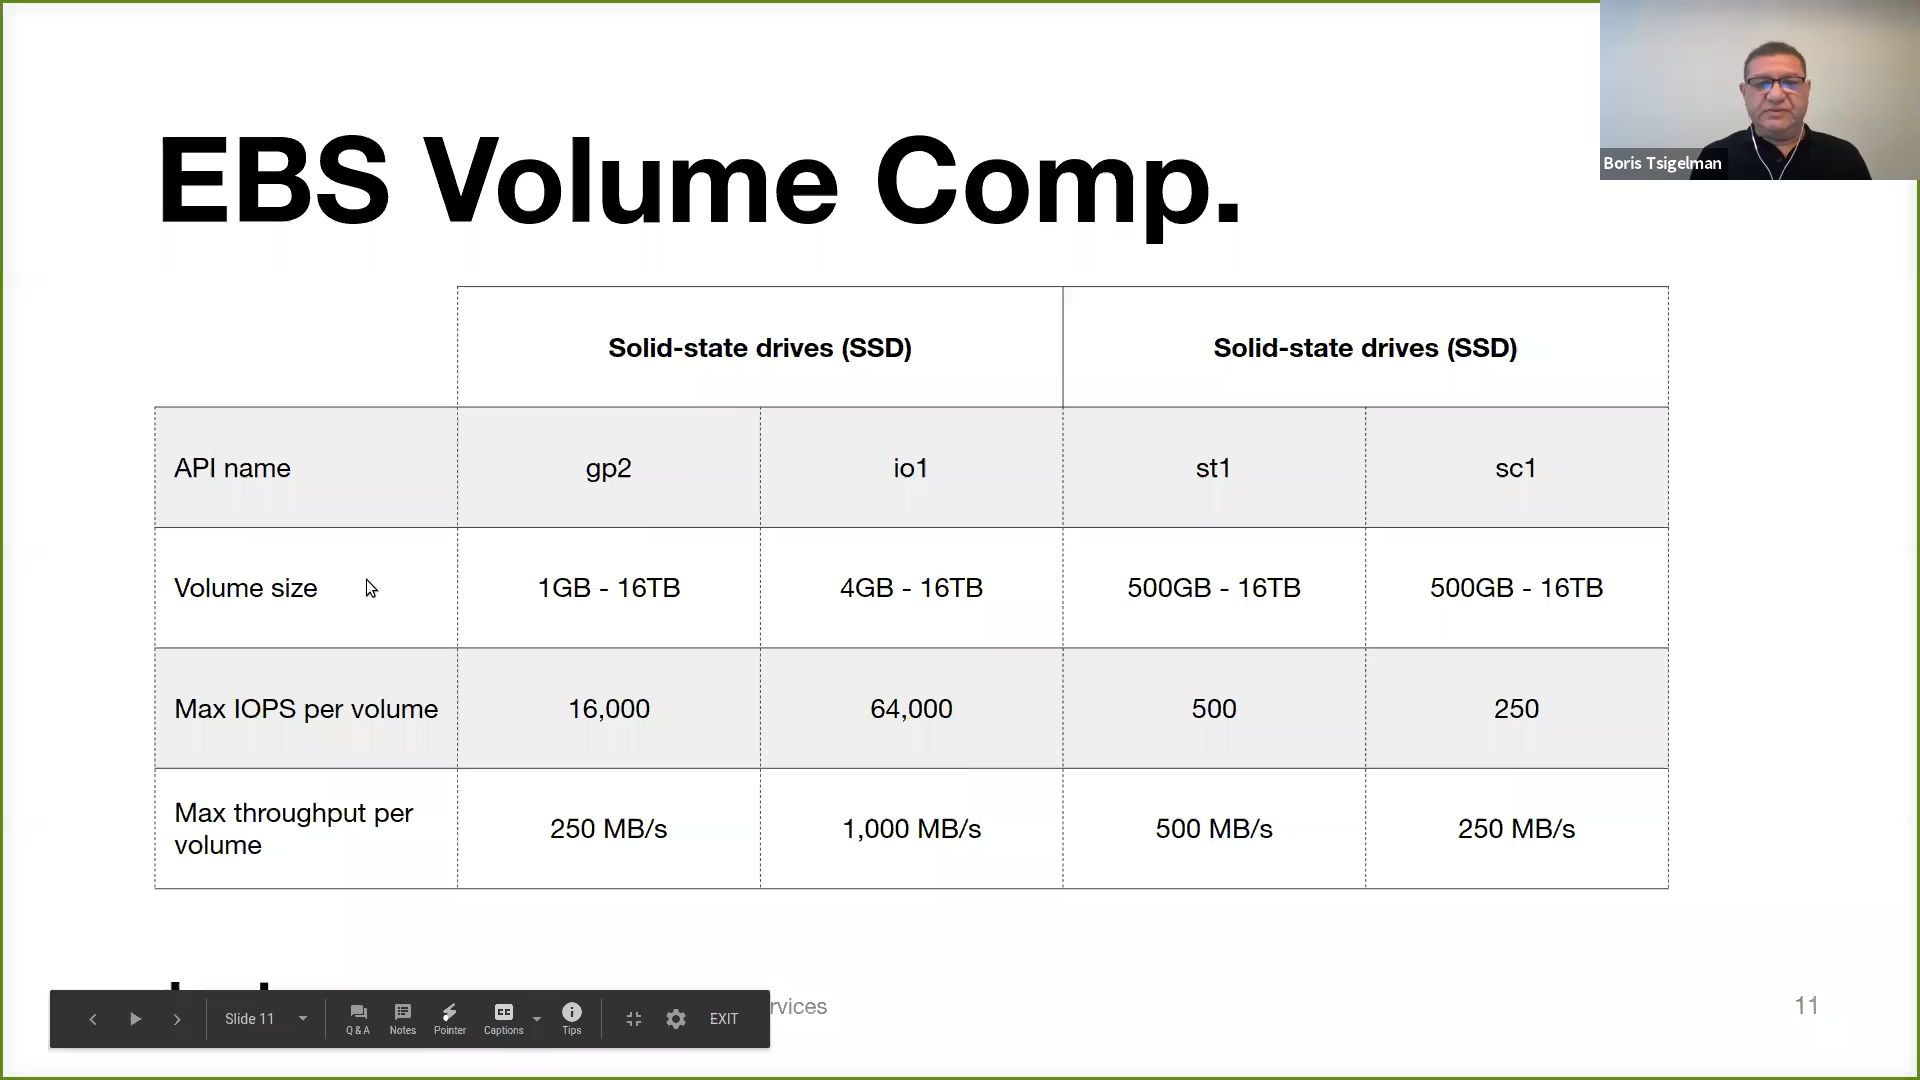 Boris Tsigelman
EBS Volume Comp.
Solid-state drives (SSD) Solid-state drives (SSD)
API name gp2 io1 st1 sc1
Volume size 1GB - 16TB 4GB - 16TB 500GB - 16TB 500GB - 16TB
Max IOPS per volume 16,000 64,000 500 250
Max throughput per
volume 250 MB/s 1,000 MB/s 500 MB/s 250 MB/s
Slide 11 Q & A Notes Pointer CC Captions Tips EXIT
11